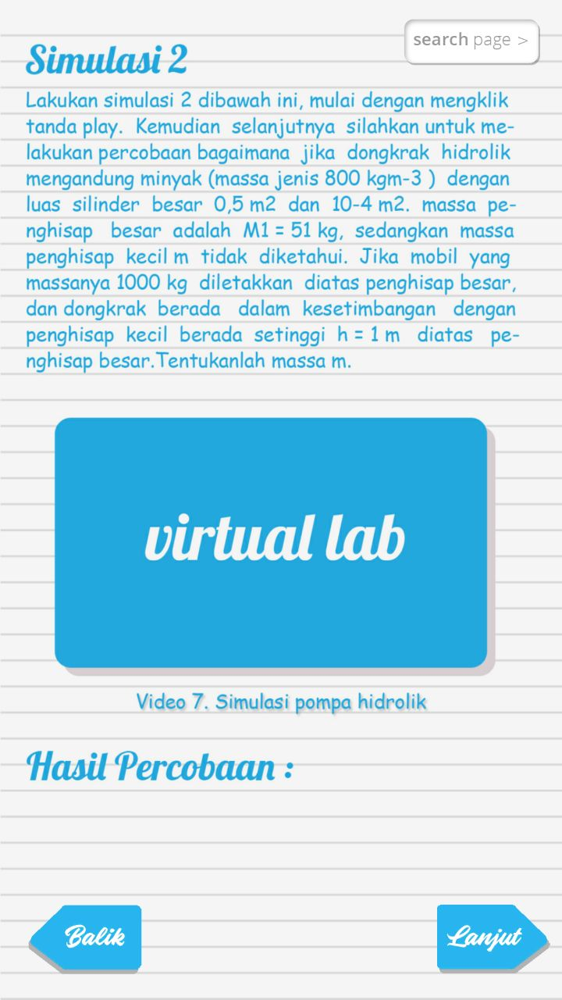 search page >
Simulasi 2
Lakukan simulasi 2 dibawah ini, mulai dengan mengklik
tanda play. Kemudian selanjutnya silahkan untuk me-
lakukan percobaan bagaimana jika dongkrak hidrolik
mengandung minyak (massa jenis 800 kgm-3 ) dengan
luas silinder besar 0,5 m2 dan 10-4 m2. massa pe-
nghisap besar adalah M1 = 51 kg, sedangkan massa
penghisap kecil m tidak diketahui. Jika mobil yang
massanya 1000 kg diletakkan diatas penghisap besar,
dan dongkrak berada dalam kesetimbangan dengan
penghisap kecil berada setinggi h = 1 m diatas pe-
nghisap besar.Tentukanlah massa m.
virtual lab
Video 7. Simulasi pompa hidrolik
Hasil Percobaan :
Balik
Lanjut